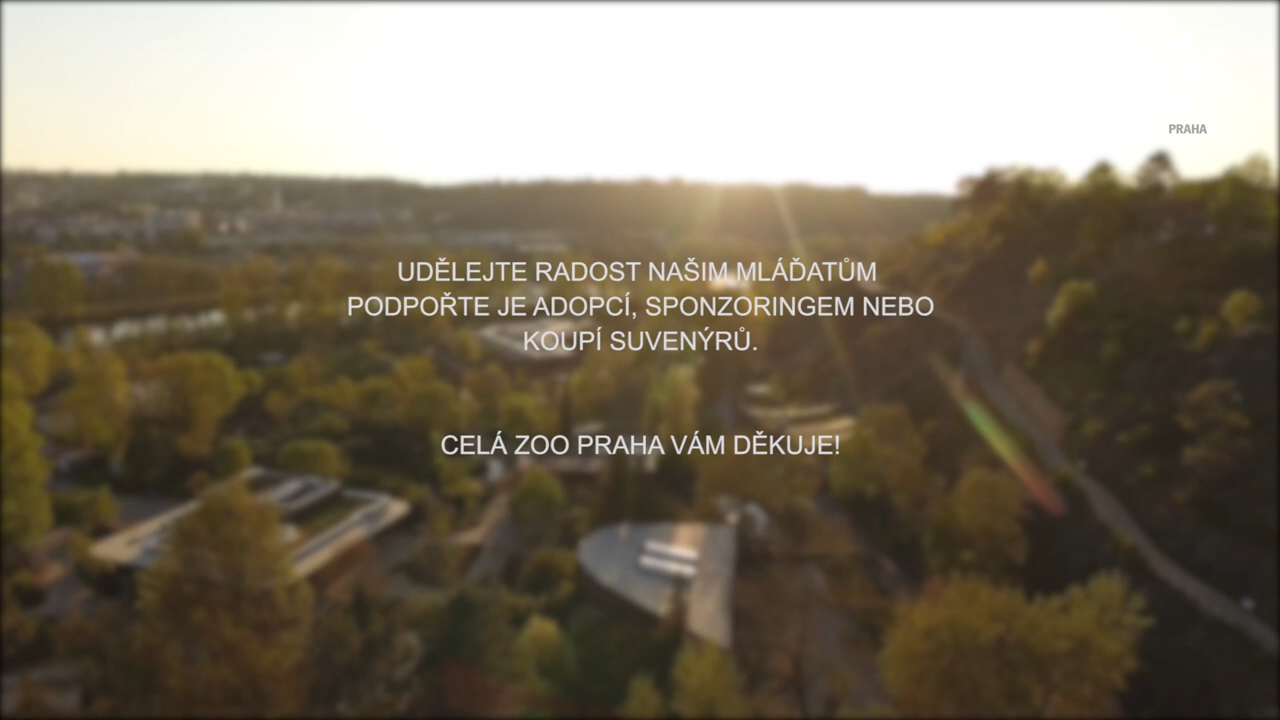 PRAHA
UDĚLEJTE RADOST NAŠIM MLÁĎATŮM
PODPOŘTE JE ADOPCÍ, SPONZORINGEM NEBO
KOUPÍ SUVENÝRŮ.
CELÁ ZOO PRAHA VÁM DĚKUJE!